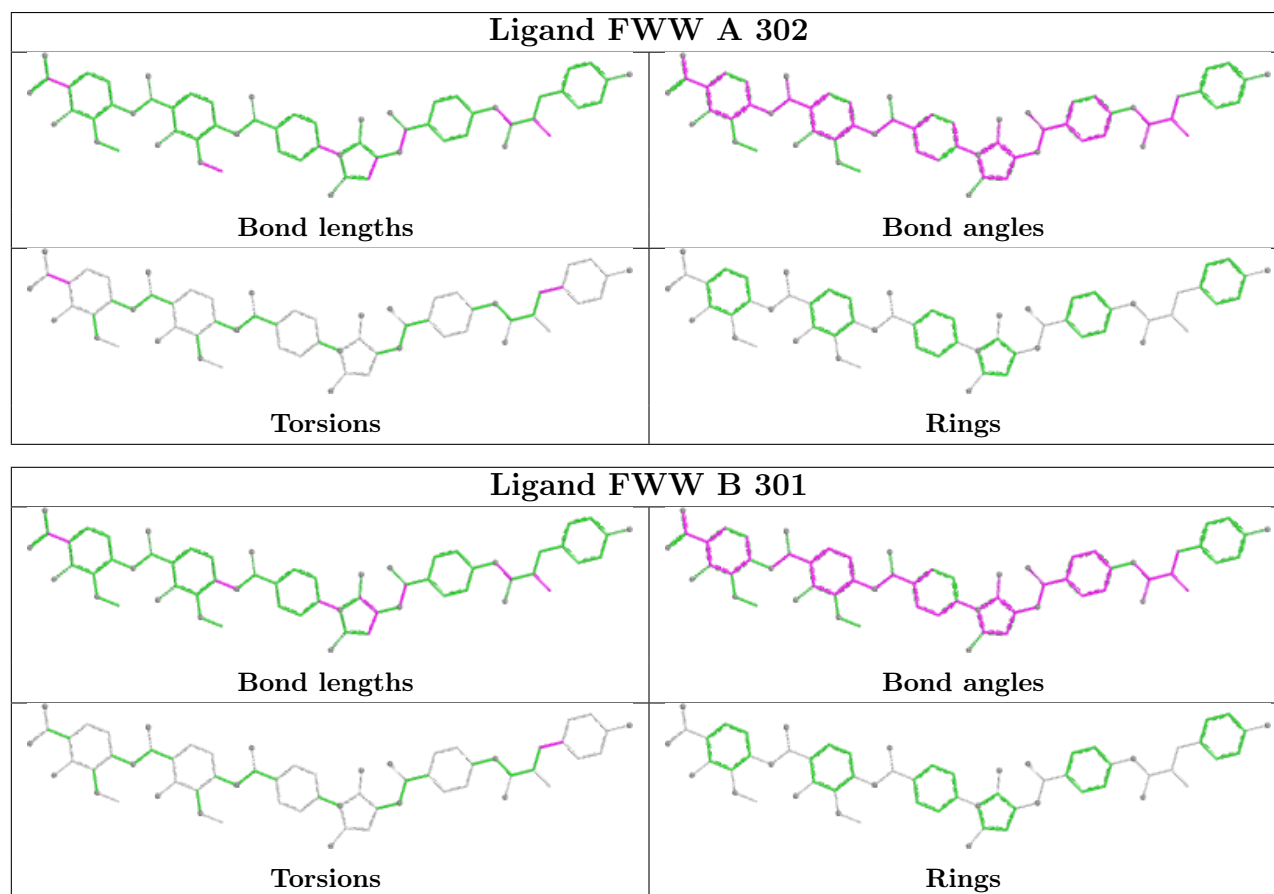 Ligand FWW A 302
Bond lengths
Bond angles
Torsions
Rings
Ligand FWW B 301
Bond lengths
Bond angles
Torsions
Rings